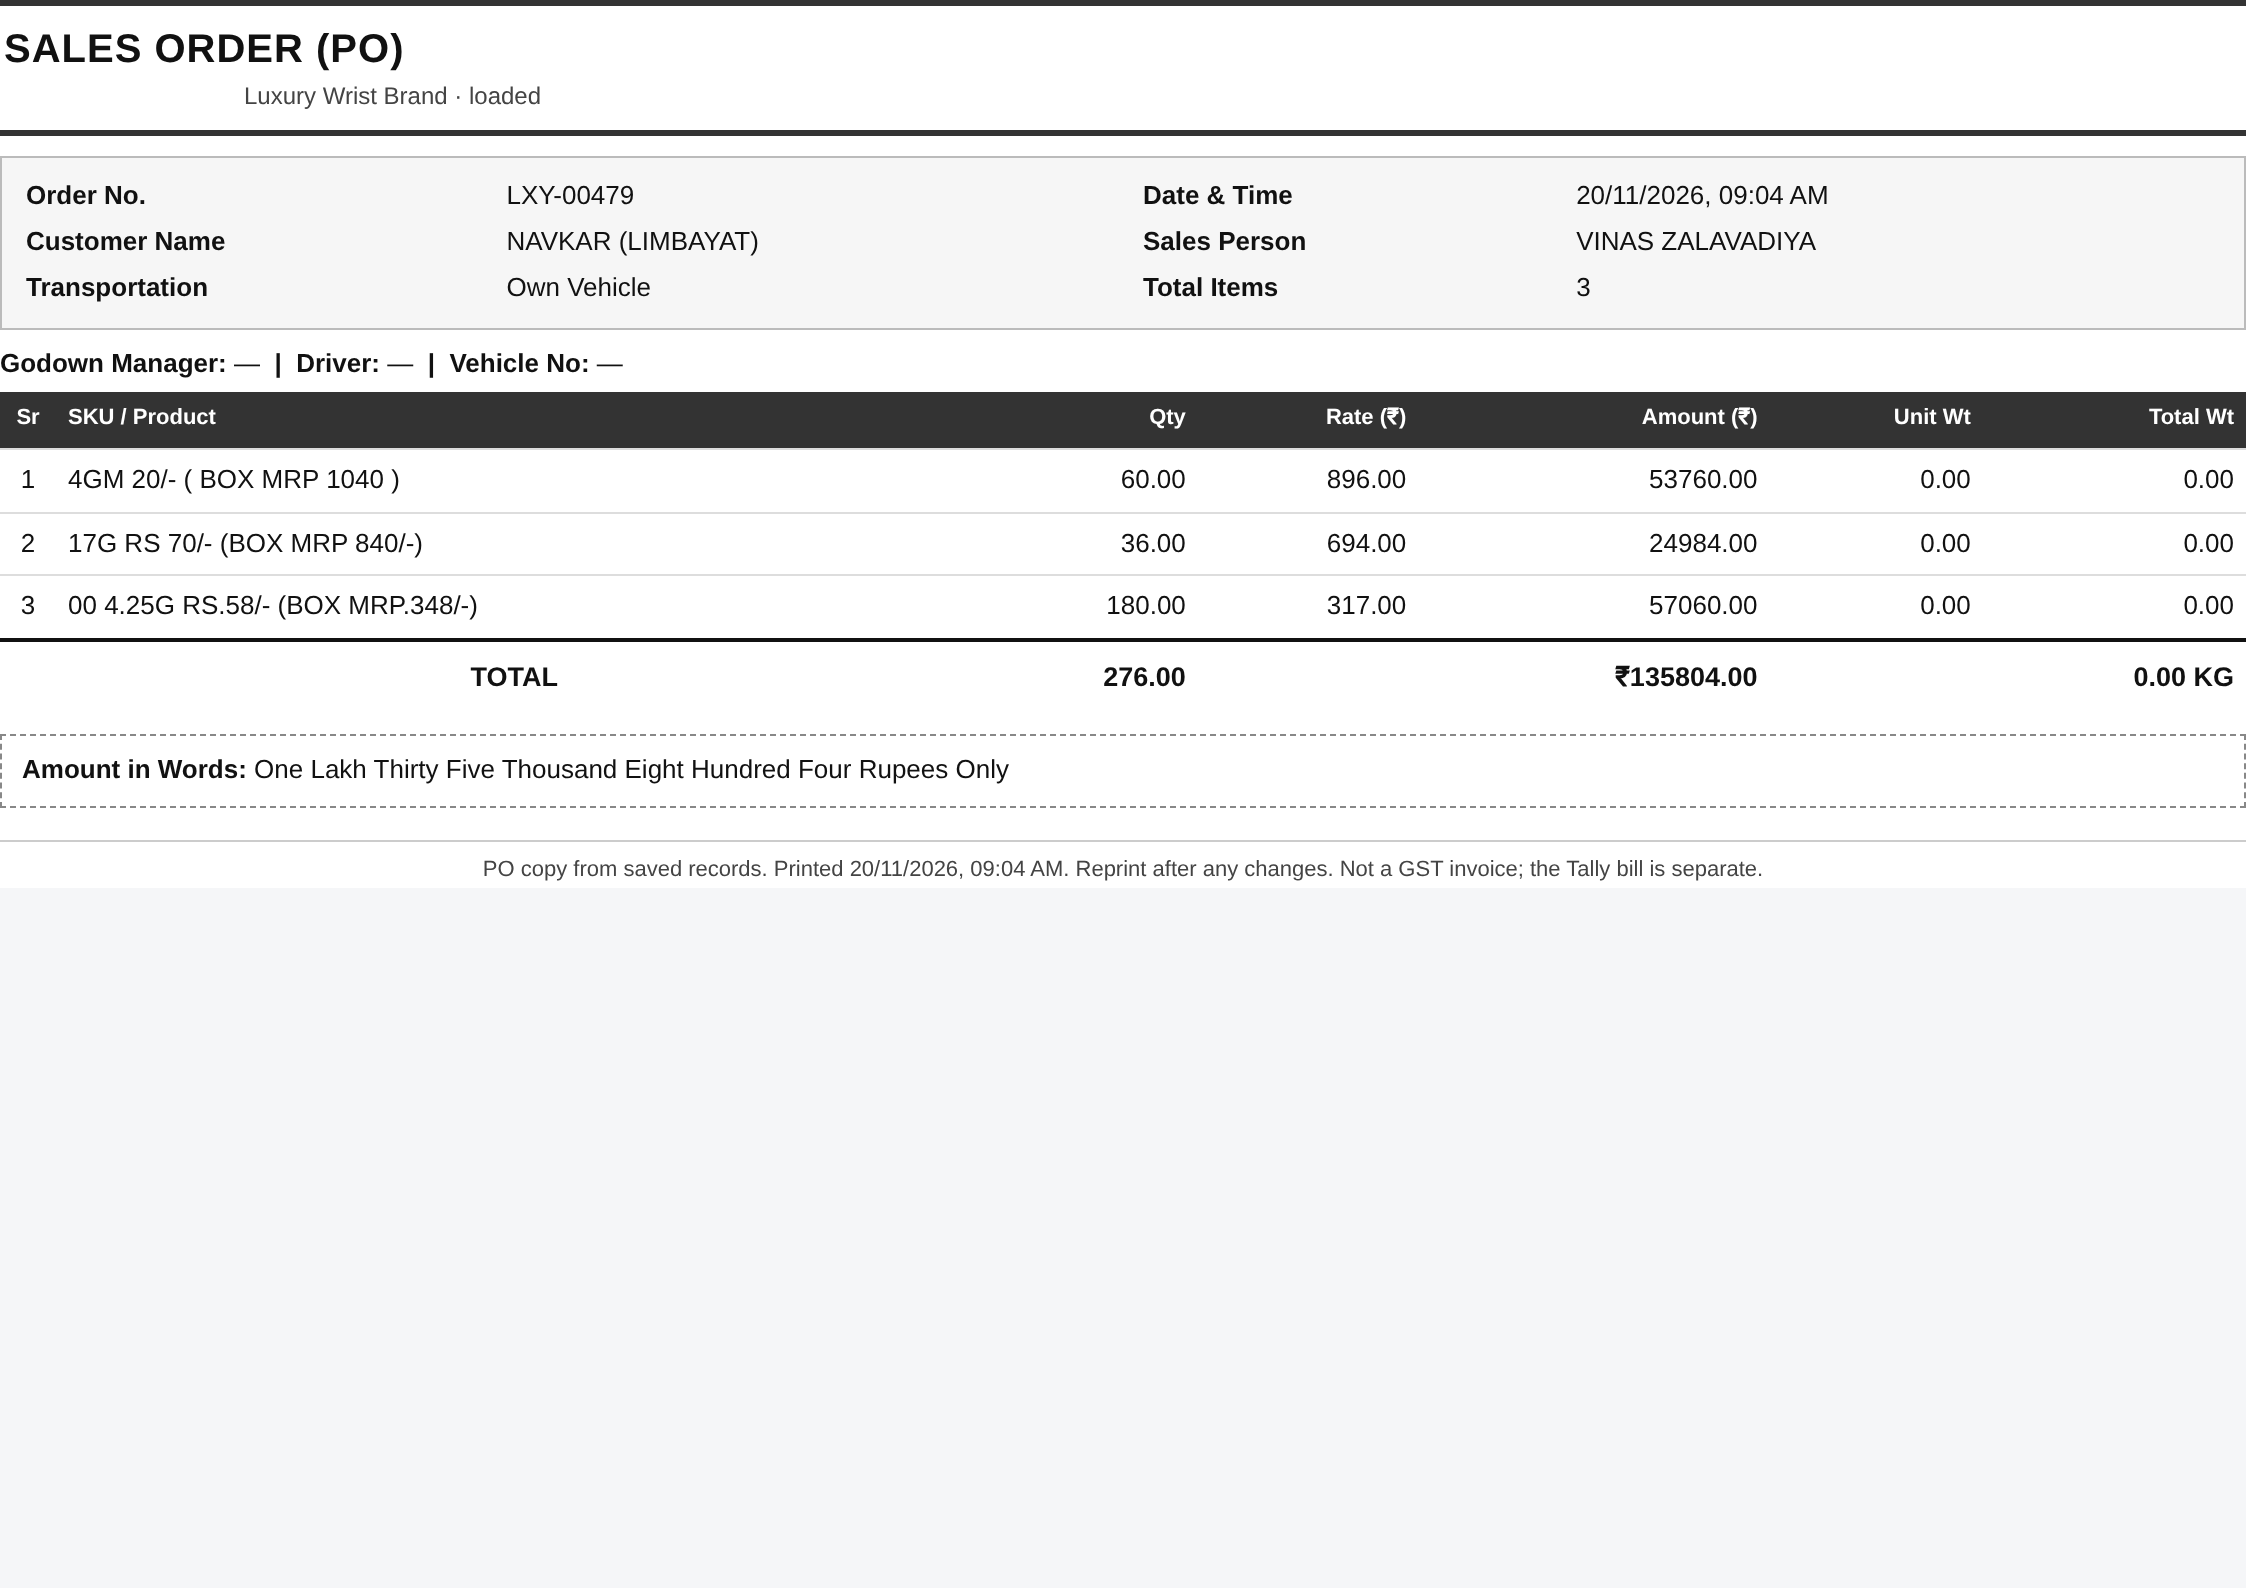 SALES ORDER (PO)
Luxury Wrist Brand · loaded
Order No. LXY-00479 Date & Time 20/11/2026, 09:04 AM
Customer Name NAVKAR (LIMBAYAT) Sales Person VINAS ZALAVADIYA
Transportation Own Vehicle Total Items 3
Godown Manager: — | Driver: — | Vehicle No: —
Sr SKU / Product Qty Rate (₹) Amount (₹) Unit Wt Total Wt
1 4GM 20/- ( BOX MRP 1040 ) 60.00 896.00 53760.00 0.00 0.00
2 17G RS 70/- (BOX MRP 840/-) 36.00 694.00 24984.00 0.00 0.00
3 00 4.25G RS.58/- (BOX MRP.348/-) 180.00 317.00 57060.00 0.00 0.00
TOTAL 276.00 ₹135804.00 0.00 KG
Amount in Words: One Lakh Thirty Five Thousand Eight Hundred Four Rupees Only
PO copy from saved records. Printed 20/11/2026, 09:04 AM. Reprint after any changes. Not a GST invoice; the Tally bill is separate.